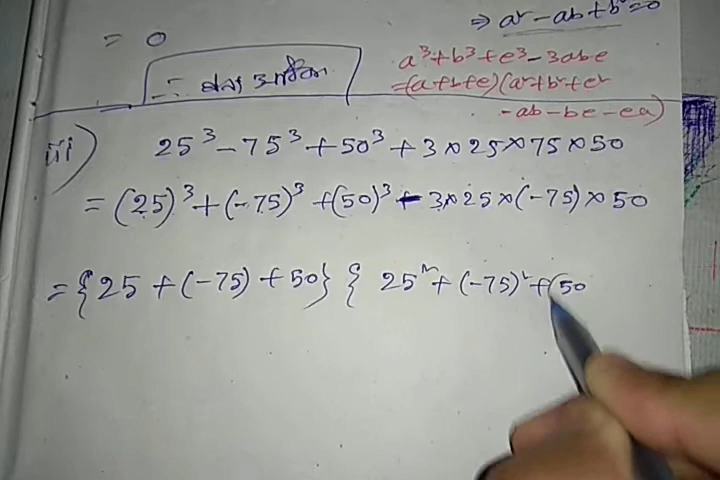 ⇒ a² - ab + b² = 0
= 0
a³ + b³ + c³ - 3abc
= (a+b+c)(a² + b² + c²
- ab - bc - ca)
iii) 25³ - 75³ + 50³ + 3×25×75×50
= (25)³ + (-75)³ + (50)³ - 3×25×(-75)×50
= {25 + (-75) + 50} { 25² + (-75)² + (50